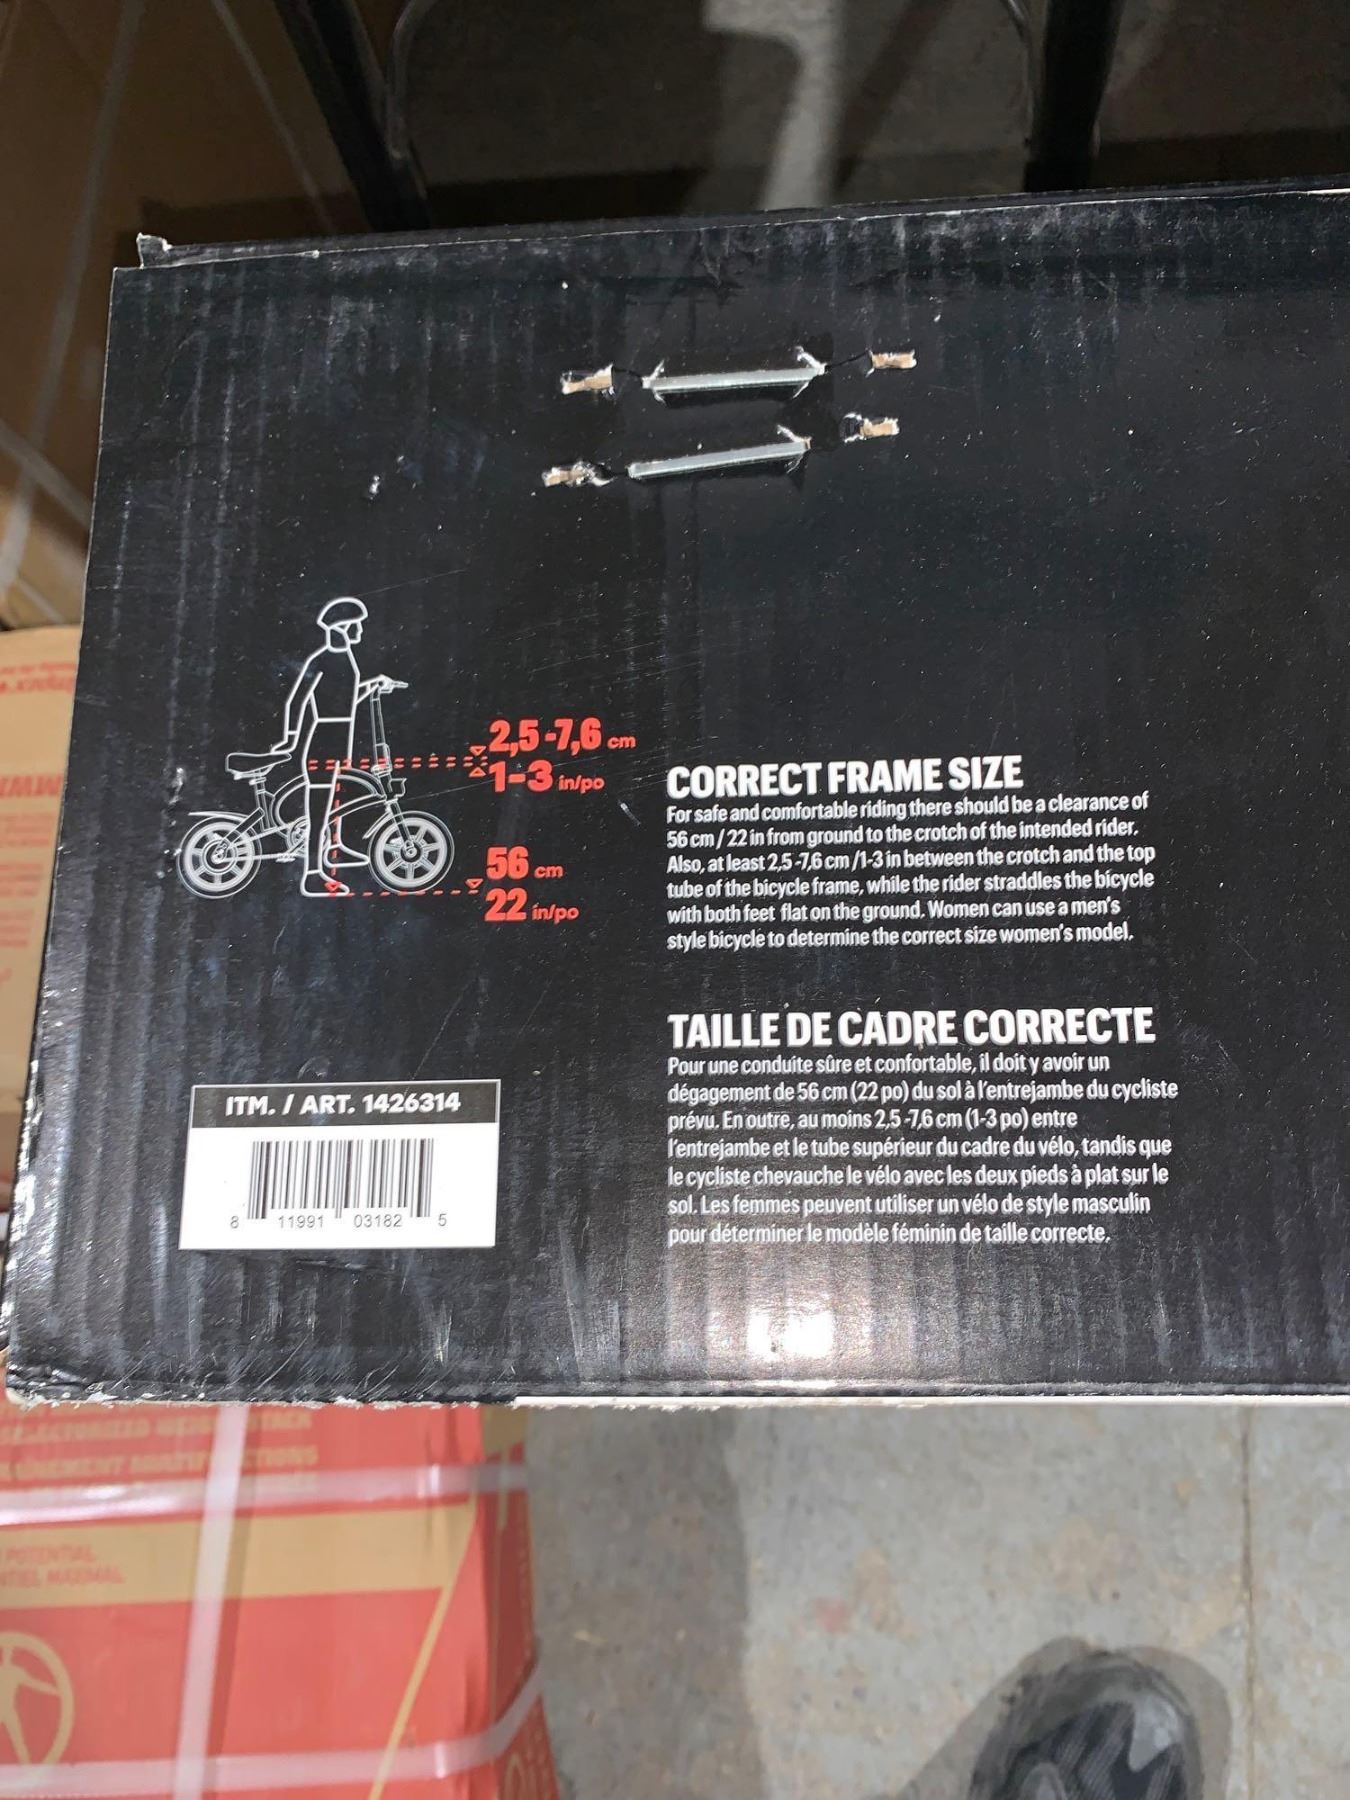 2,5-7,6 cm
1-3 in/po
56 cm
22 in/po
CORRECT FRAME SIZE
For safe and comfortable riding there should be a clearance of
56 cm / 22 in from ground to the crotch of the intended rider.
Also, at least 2,5 -7,6 cm /1-3 in between the crotch and the top
tube of the bicycle frame, while the rider straddles the bicycle
with both feet flat on the ground. Women can use a men's
style bicycle to determine the correct size women's model.
TAILLE DE CADRE CORRECTE
Pour une conduite sûre et confortable, il doit y avoir un
dégagement de 56 cm (22 po) du sol à l'entrejambe du cycliste
prévu. En outre, au moins 2,5 -7,6 cm (1-3 po) entre
l'entrejambe et le tube supérieur du cadre du vélo, tandis que
le cycliste chevauche le vélo avec les deux pieds à plat sur le
sol. Les femmes peuvent utiliser un vélo de style masculin
pour déterminer le modèle féminin de taille correcte.
ITM. / ART. 1426314
8 11991 03182 5
POTENTIAL
MAXIMAL